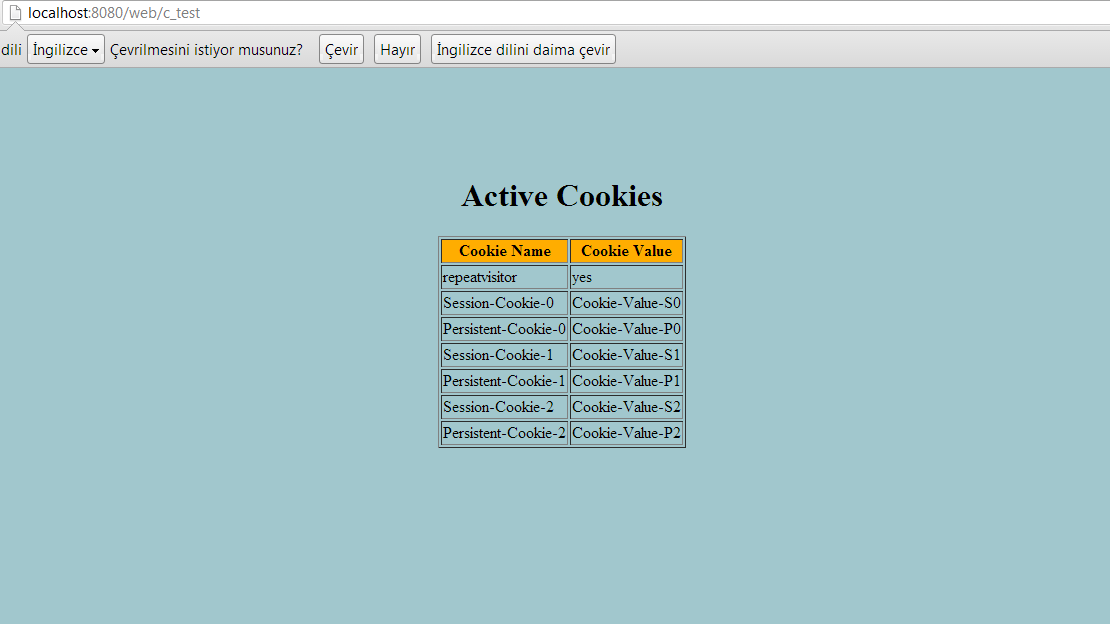 localhost:8080/web/c_test
dili İngilizce Çevrilmesini istiyor musunuz? Çevir Hayır İngilizce dilini daima çevir
Active Cookies
Cookie Name Cookie Value
repeatvisitor yes
Session-Cookie-0 Cookie-Value-S0
Persistent-Cookie-0 Cookie-Value-P0
Session-Cookie-1 Cookie-Value-S1
Persistent-Cookie-1 Cookie-Value-P1
Session-Cookie-2 Cookie-Value-S2
Persistent-Cookie-2 Cookie-Value-P2